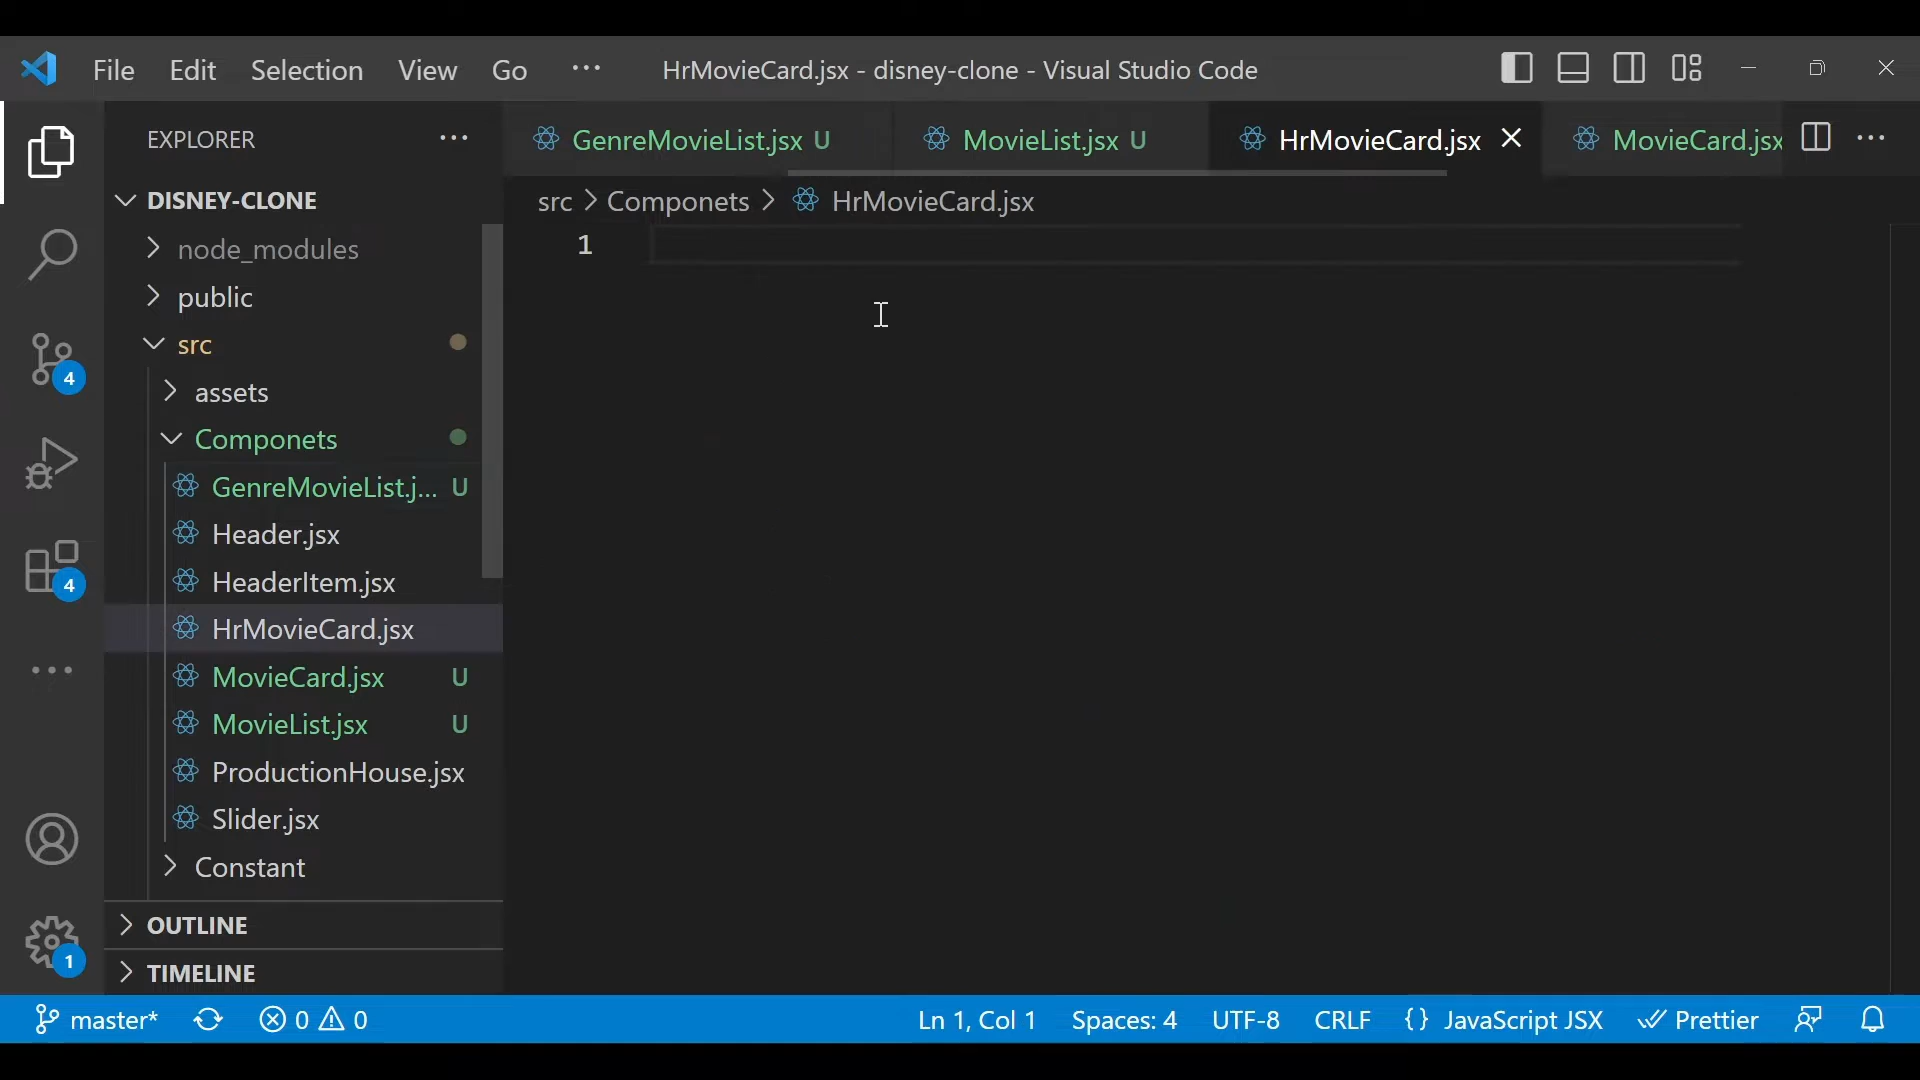 File Edit Selection View Go ··· HrMovieCard.jsx - disney-clone - Visual Studio Code
EXPLORER ···
GenreMovieList.jsx U MovieList.jsx U HrMovieCard.jsx MovieCard.jsx ···
DISNEY-CLONE
src > Componets > HrMovieCard.jsx
1
node_modules
public
src
assets
Componets
GenreMovieList.j... U
Header.jsx
HeaderItem.jsx
HrMovieCard.jsx
MovieCard.jsx U
MovieList.jsx U
ProductionHouse.jsx
Slider.jsx
Constant
OUTLINE
TIMELINE
4
4
1
master* 0 0 Ln 1, Col 1 Spaces: 4 UTF-8 CRLF {} JavaScript JSX Prettier